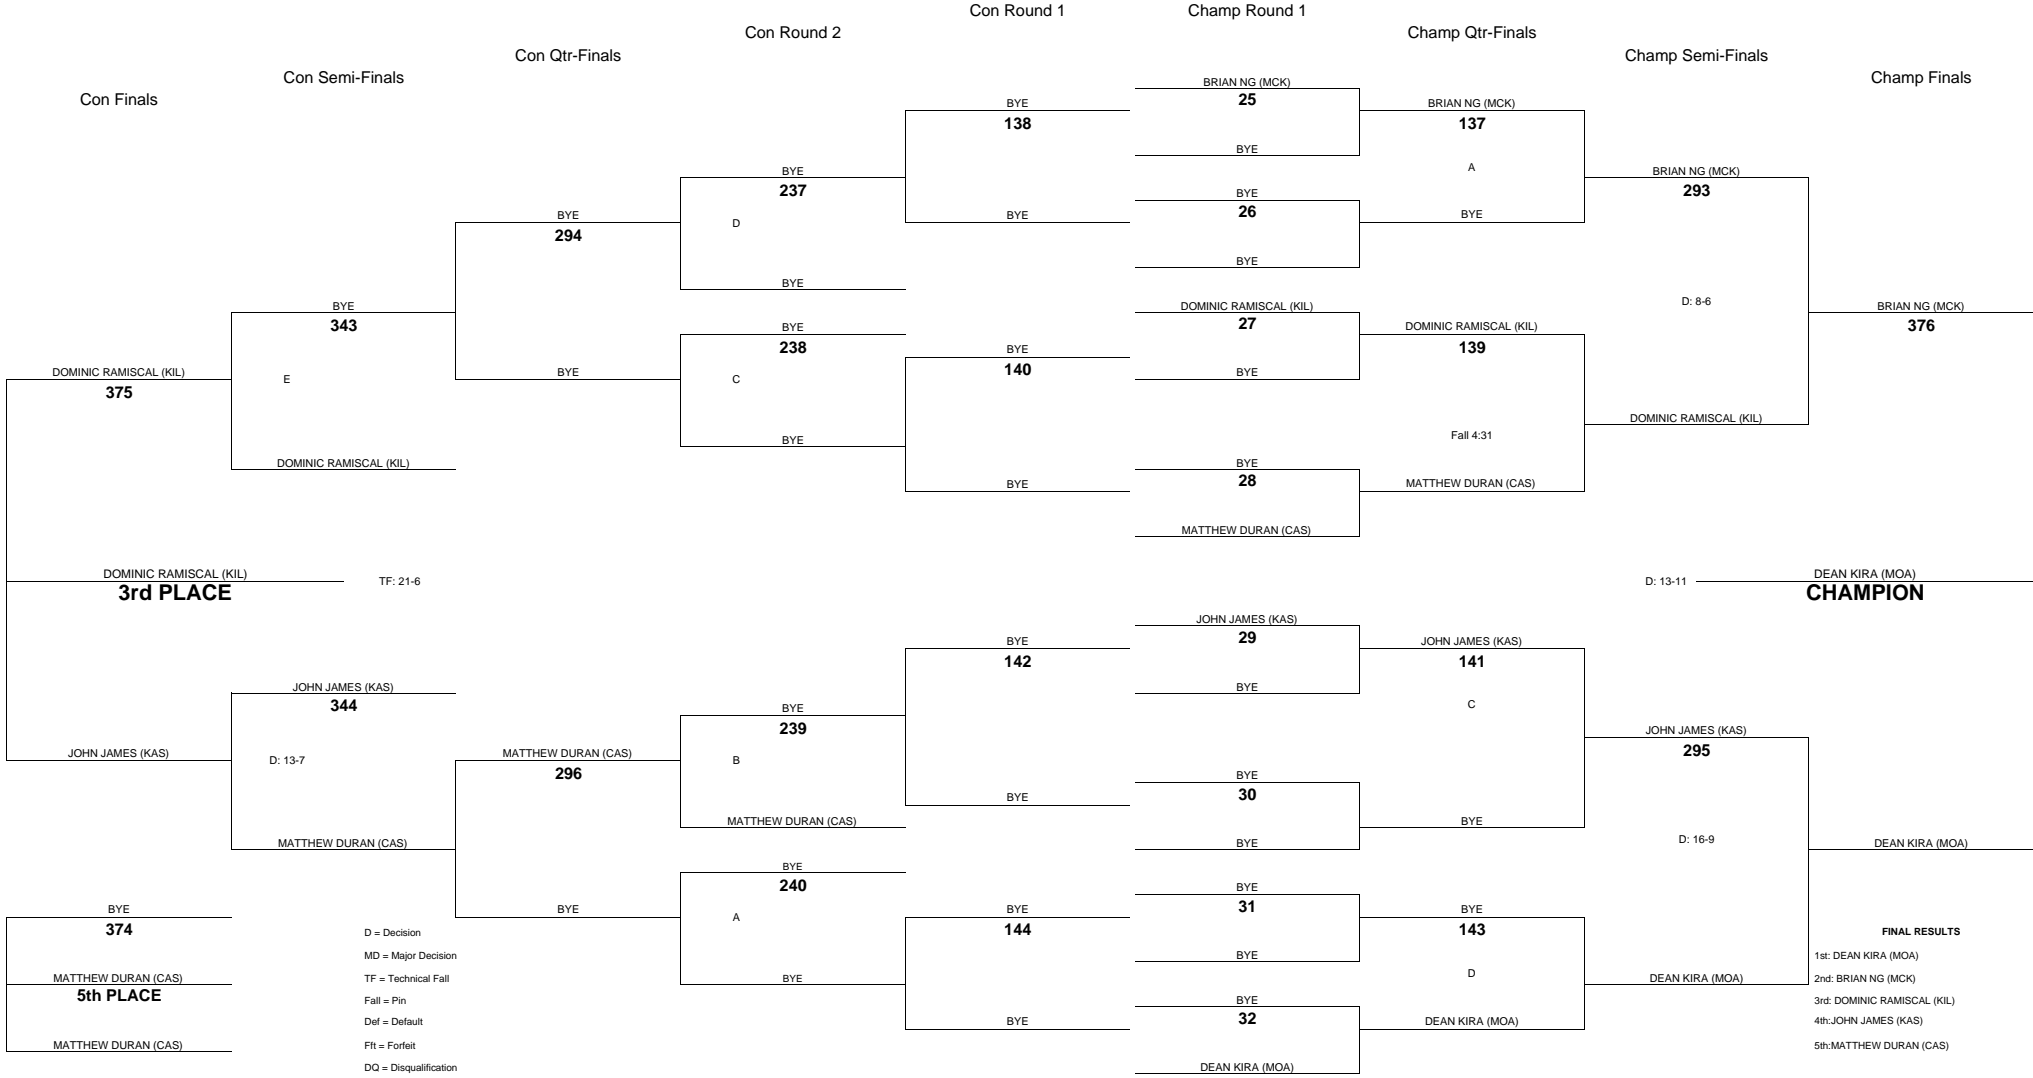 Con Round 1
Champ Round 1
Con Round 2
Champ Qtr-Finals
Con Qtr-Finals
Champ Semi-Finals
Con Semi-Finals
Champ Finals
Con Finals
BRIAN NG (MCK)
25
BYE
138
BRIAN NG (MCK)
137
BYE
A
BYE
237
BRIAN NG (MCK)
293
BYE
26
BYE
294
D
BYE
BYE
BYE
BYE
D: 8-6
BYE
343
DOMINIC RAMISCAL (KIL)
27
BRIAN NG (MCK)
376
BYE
238
DOMINIC RAMISCAL (KIL)
139
BYE
140
DOMINIC RAMISCAL (KIL)
375
E
BYE
C
BYE
DOMINIC RAMISCAL (KIL)
BYE
Fall 4:31
DOMINIC RAMISCAL (KIL)
BYE
28
BYE
MATTHEW DURAN (CAS)
MATTHEW DURAN (CAS)
DOMINIC RAMISCAL (KIL)
3rd PLACE
TF: 21-6
D: 13-11
DEAN KIRA (MOA)
CHAMPION
JOHN JAMES (KAS)
29
BYE
142
JOHN JAMES (KAS)
141
JOHN JAMES (KAS)
344
BYE
C
BYE
239
JOHN JAMES (KAS)
295
JOHN JAMES (KAS)
D: 13-7
MATTHEW DURAN (CAS)
296
B
BYE
30
BYE
MATTHEW DURAN (CAS)
BYE
D: 16-9
MATTHEW DURAN (CAS)
BYE
DEAN KIRA (MOA)
BYE
240
BYE
31
BYE
374
BYE
A
BYE
144
BYE
143
D = Decision
FINAL RESULTS
MD = Major Decision
BYE
1st: DEAN KIRA (MOA)
MATTHEW DURAN (CAS)
5th PLACE
TF = Technical Fall
BYE
D
DEAN KIRA (MOA)
2nd: BRIAN NG (MCK)
Fall = Pin
BYE
32
3rd: DOMINIC RAMISCAL (KIL)
Def = Default
BYE
DEAN KIRA (MOA)
4th:JOHN JAMES (KAS)
MATTHEW DURAN (CAS)
Fft = Forfeit
5th:MATTHEW DURAN (CAS)
DQ = Disqualification
DEAN KIRA (MOA)